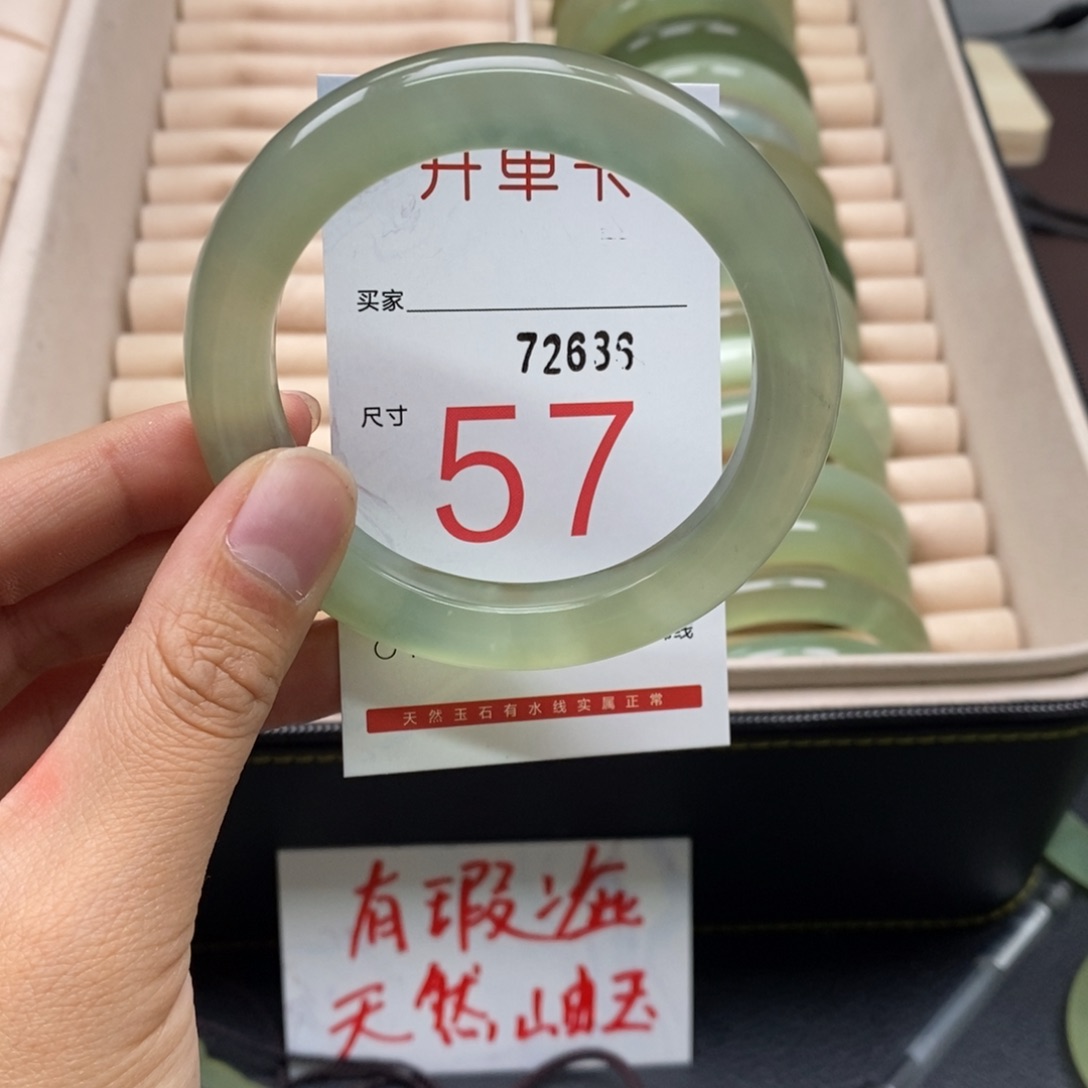 开单卡
买家
72636
尺寸
57
线
天然玉石有水线实属正常
有瑕疵
天然岫玉